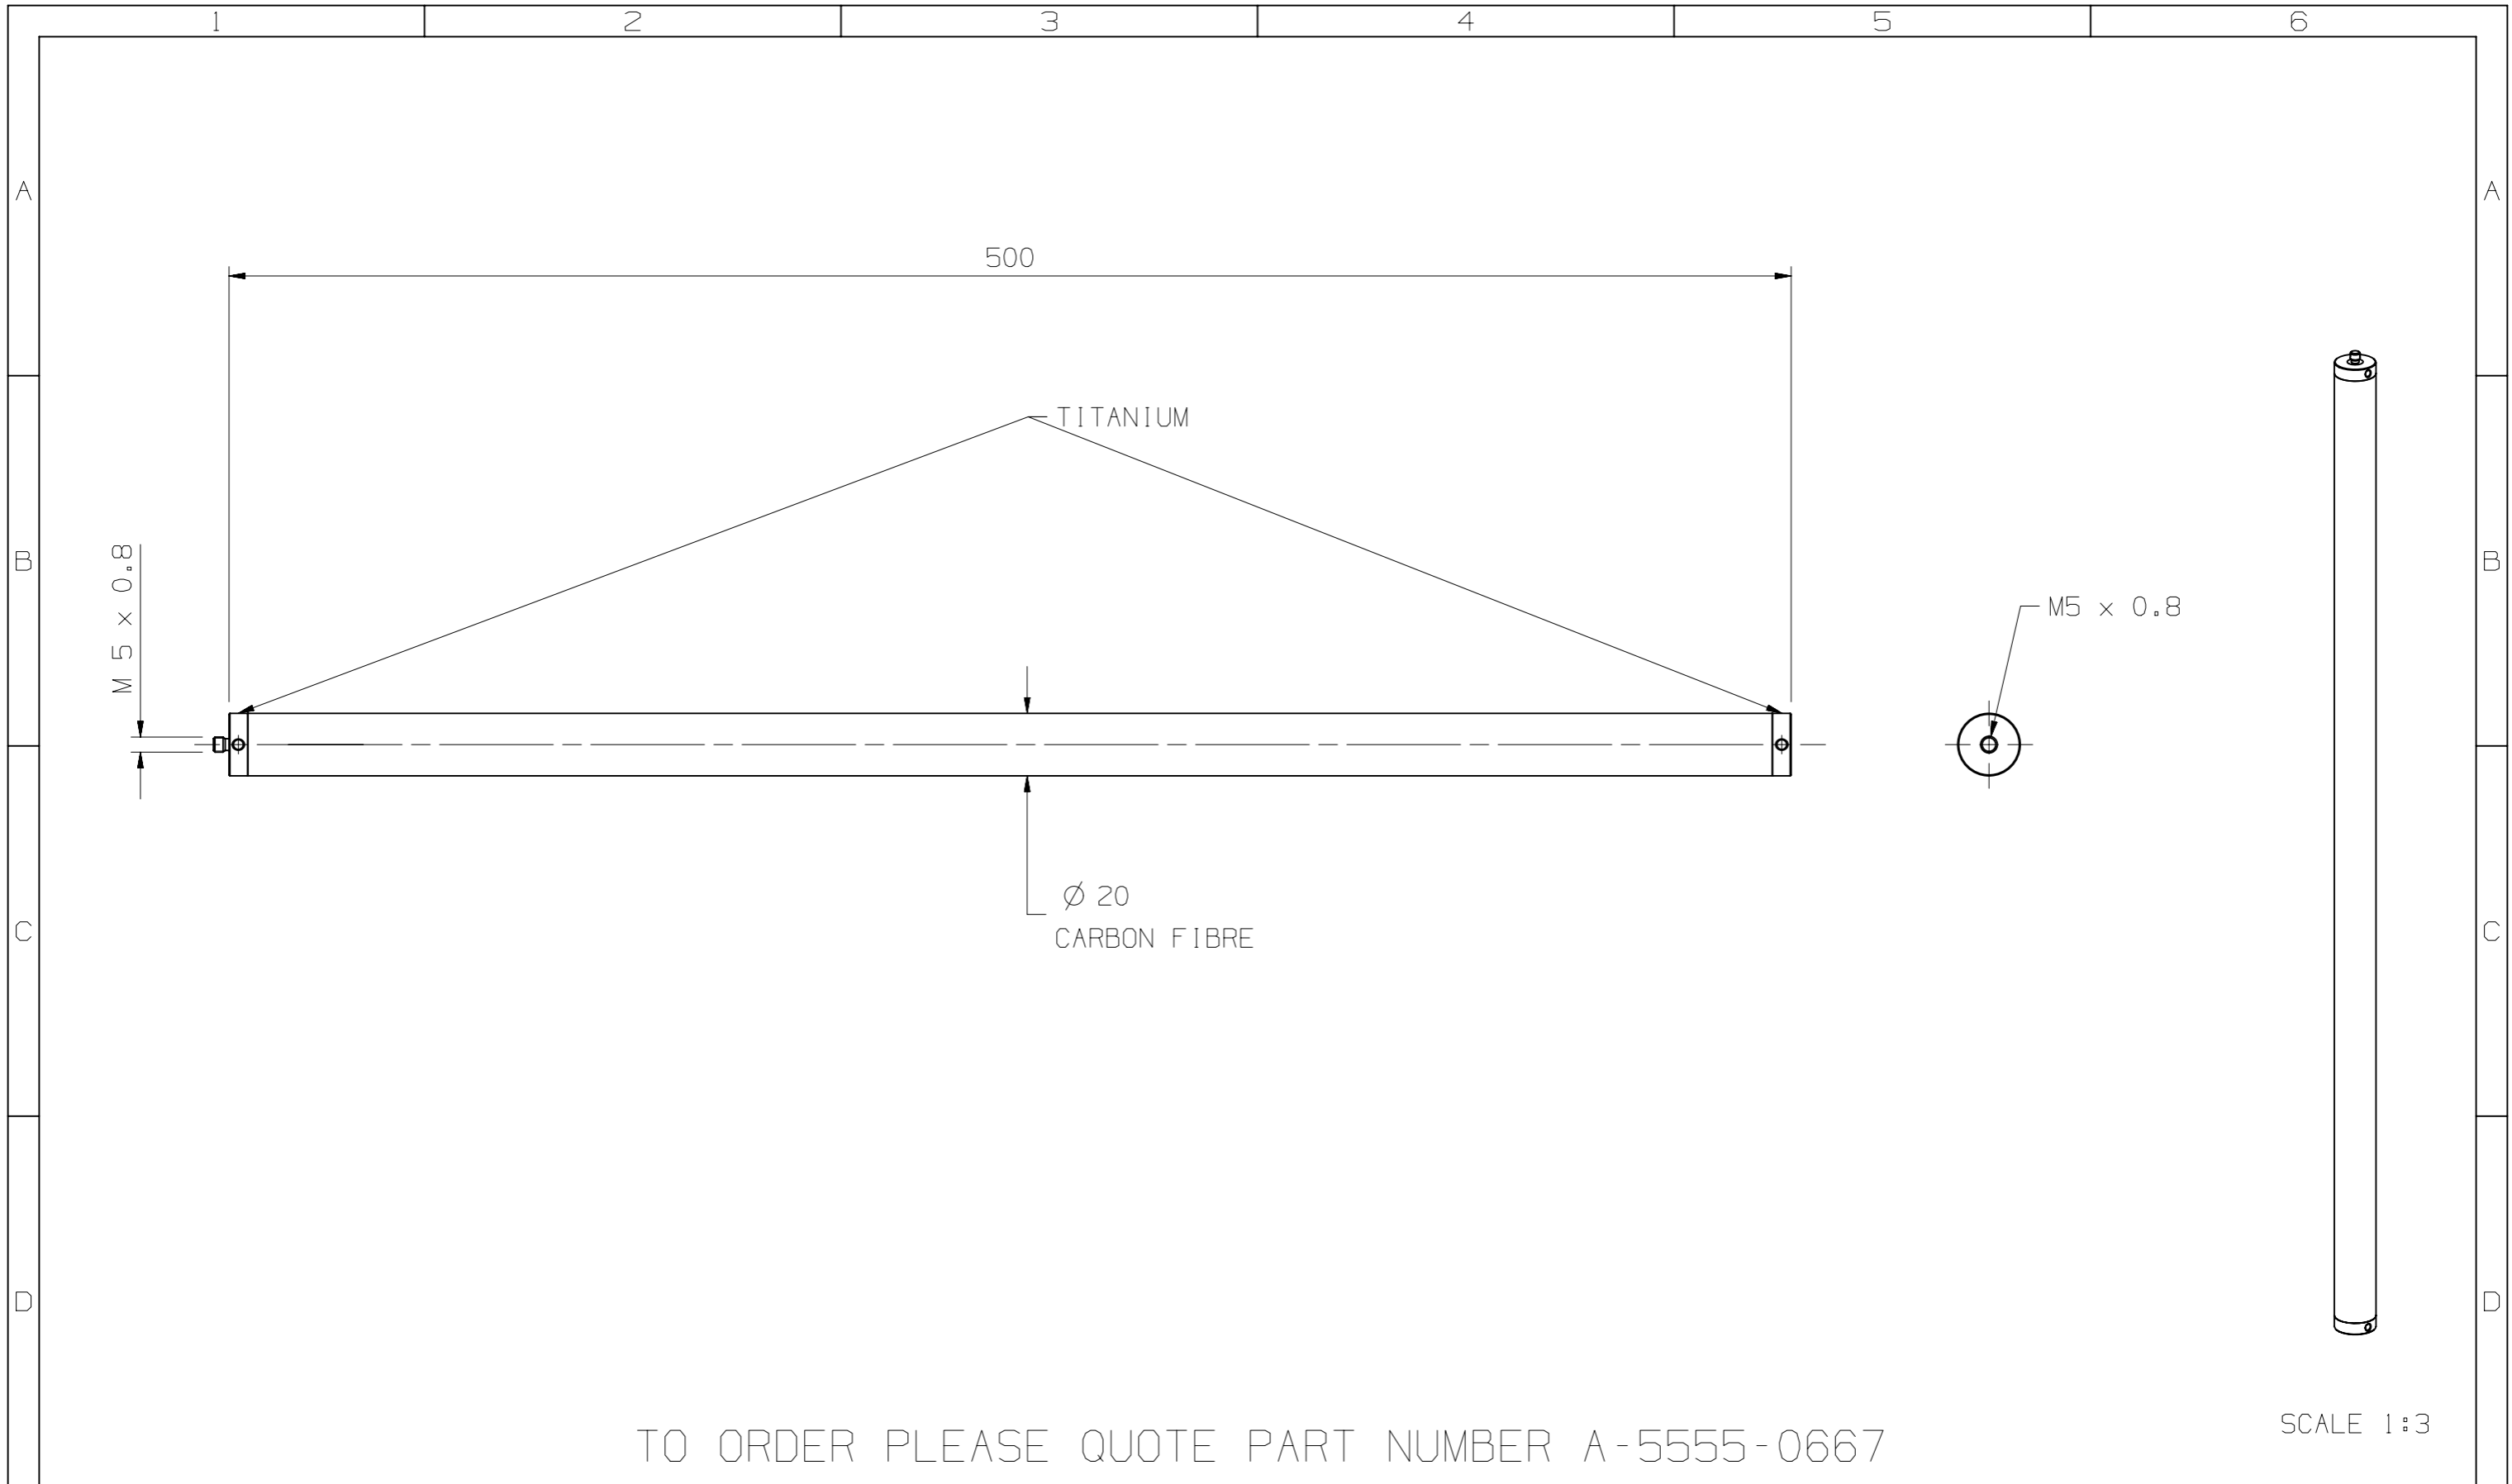 1 2 3 4 5 6
A A
500
TITANIUM
B B
M 5 x 0.8
M5 x 0.8
Ø 20
CARBON FIBRE
C C
D D
SCALE 1:3
TO ORDER PLEASE QUOTE PART NUMBER A-5555-0667